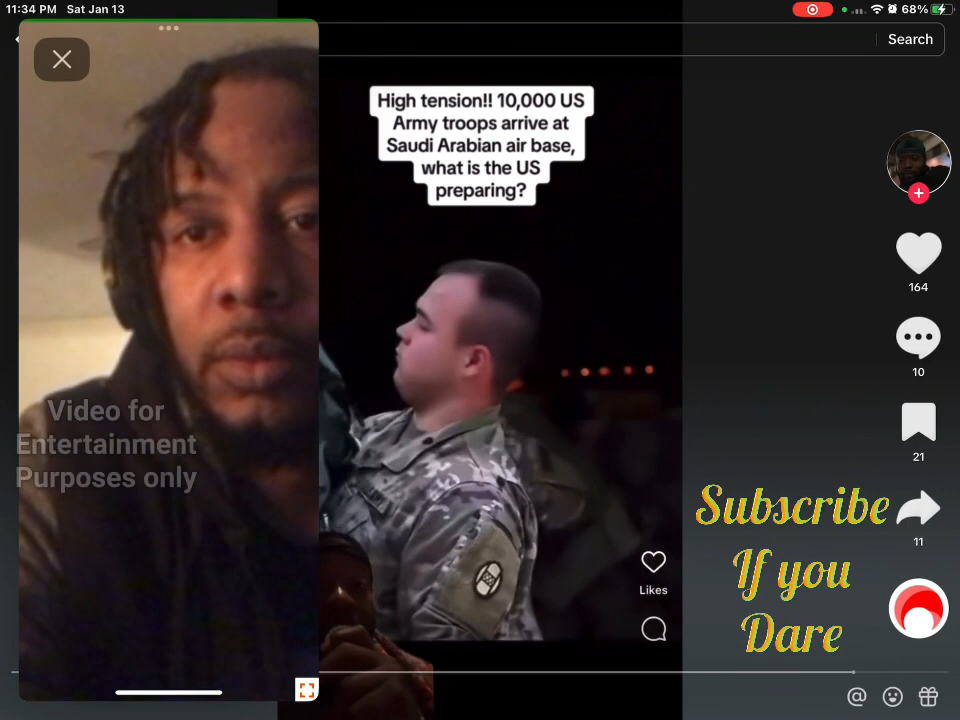 11:34 PM Sat Jan 13
68%
Search
High tension!! 10,000 US
Army troops arrive at
Saudi Arabian air base,
what is the US
preparing?
164
10
Video for
Entertainment
Purposes only
21
Subscribe
If you
Dare
11
Likes